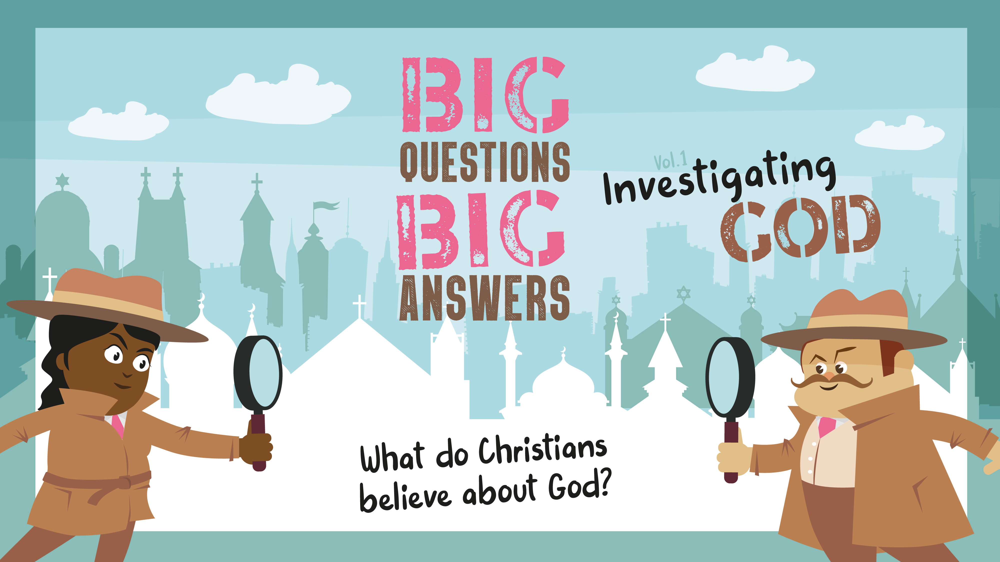 BIG
QUESTIONS
BIG
ANSWERS
Vol.1
Investigating
GOD
What do Christians
believe about God?